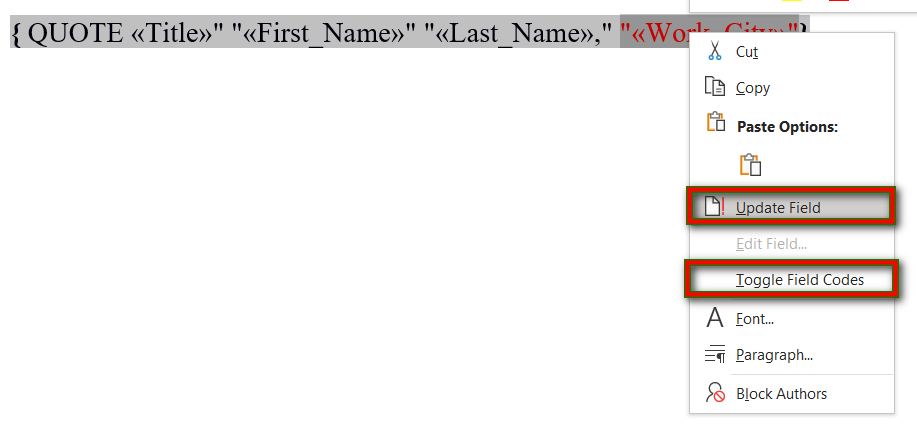 { QUOTE «Title»" "«First_Name»" "«Last_Name»," "«Work_City»"}
Cut
Copy
Paste Options:
Update Field
Edit Field...
Toggle Field Codes
Font...
Paragraph...
Block Authors